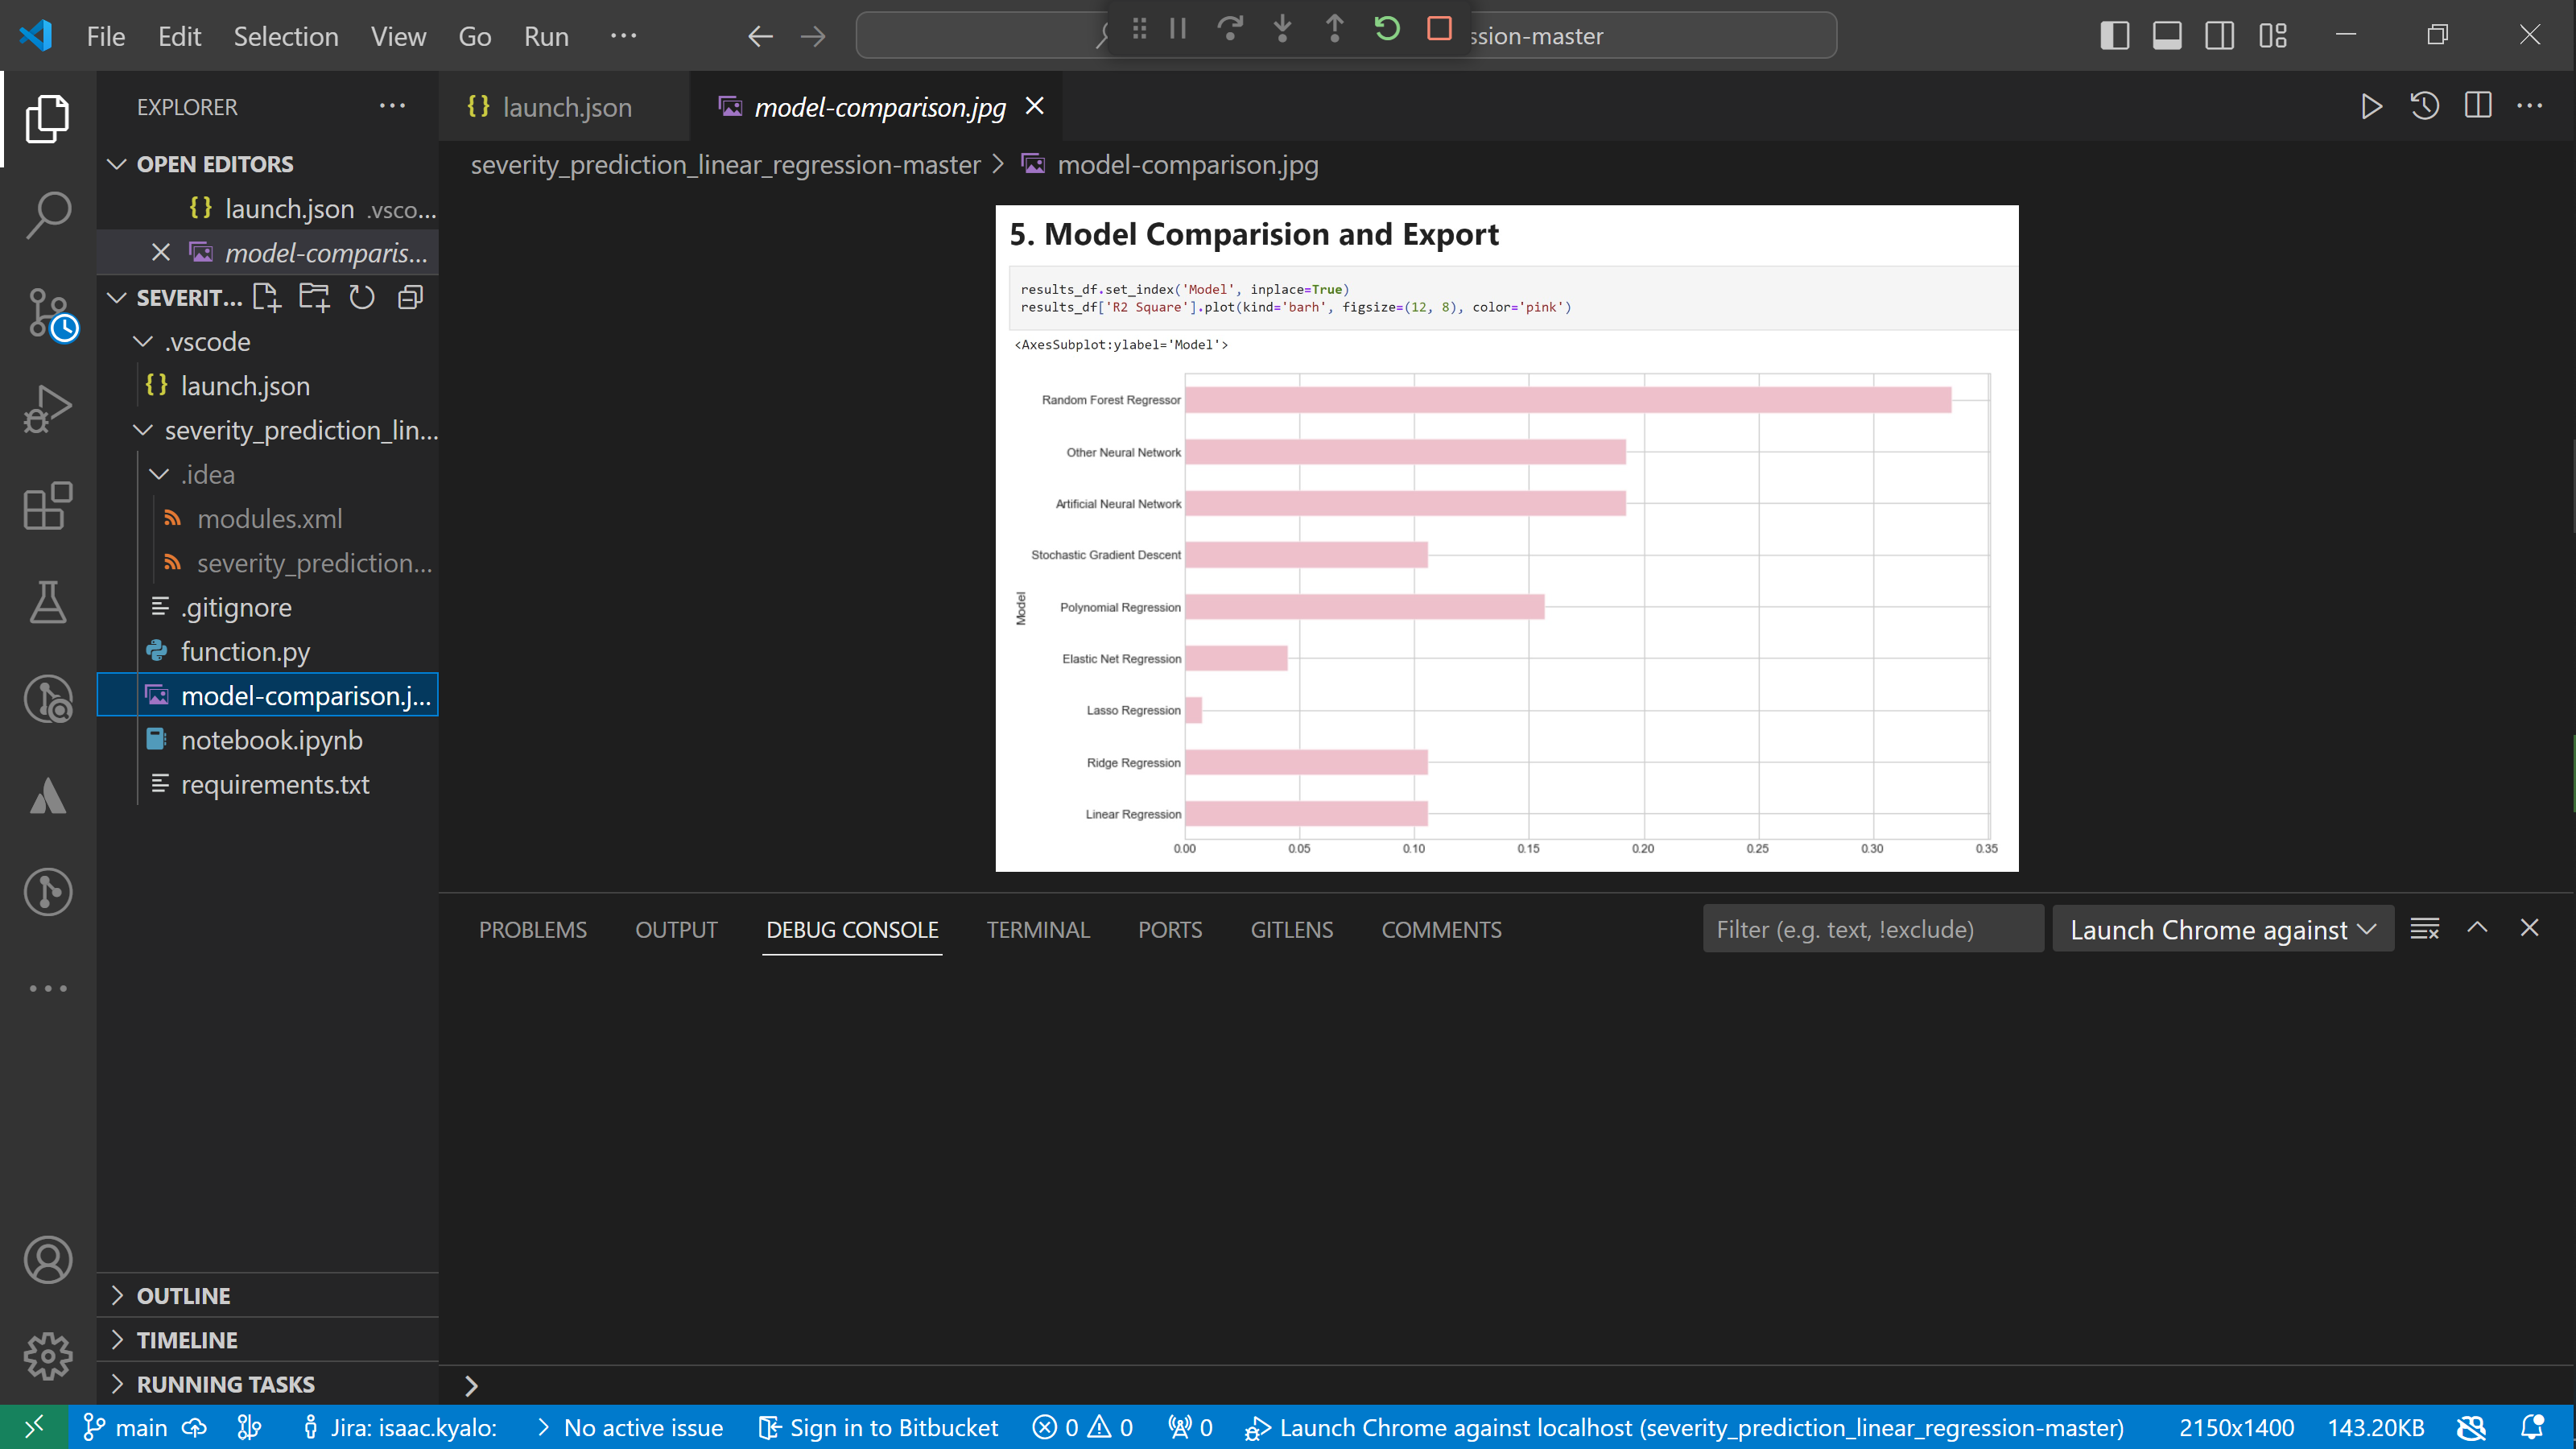 File Edit Selection View Go Run
ssion-master
EXPLORER
launch.json
model-comparison.jpg
OPEN EDITORS
launch.json .vsco...
model-comparis...
SEVERIT...
.vscode
launch.json
severity_prediction_lin...
.idea
modules.xml
severity_prediction...
.gitignore
function.py
model-comparison.j...
notebook.ipynb
requirements.txt
OUTLINE
TIMELINE
RUNNING TASKS
severity_prediction_linear_regression-master > model-comparison.jpg
5. Model Comparision and Export
results_df.set_index('Model', inplace=True)
results_df['R2 Square'].plot(kind='barh', figsize=(12, 8), color='pink')
<AxesSubplot:ylabel='Model'>
Random Forest Regressor
Other Neural Network
Artificial Neural Network
Stochastic Gradient Descent
Polynomial Regression
Elastic Net Regression
Lasso Regression
Ridge Regression
Linear Regression
Model
0.00 0.05 0.10 0.15 0.20 0.25 0.30 0.35
PROBLEMS OUTPUT DEBUG CONSOLE TERMINAL PORTS GITLENS COMMENTS
Filter (e.g. text, !exclude)
Launch Chrome against
main
Jira: isaac.kyalo:
No active issue
Sign in to Bitbucket
0 0
0
Launch Chrome against localhost (severity_prediction_linear_regression-master)
2150x1400
143.20KB